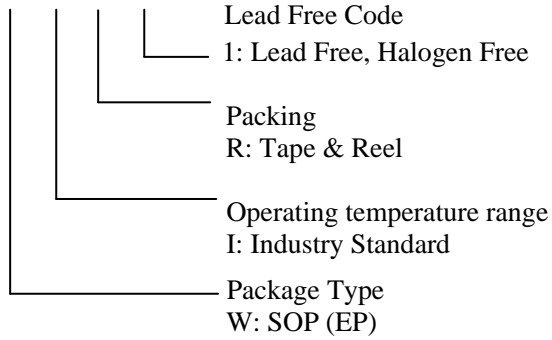 Lead Free Code
1: Lead Free, Halogen Free
Packing
R: Tape & Reel
Operating temperature range
I: Industry Standard
Package Type
W: SOP (EP)